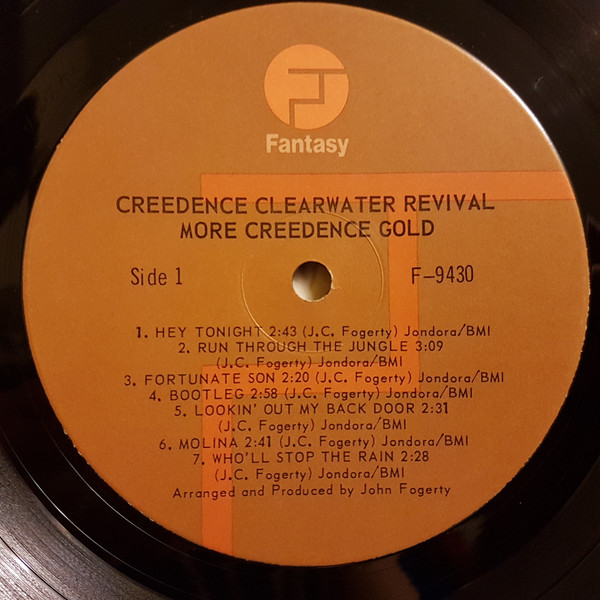 Fantasy
CREEDENCE CLEARWATER REVIVAL
MORE CREEDENCE GOLD
Side 1 F-9430
1. HEY TONIGHT 2:43 (J.C. Fogerty) Jondora/BMI
2. RUN THROUGH THE JUNGLE 3:09
(J.C. Fogerty) Jondora/BMI
3. FORTUNATE SON 2:20 (J.C. Fogerty) Jondora/BMI
4. BOOTLEG 2:58 (J.C. Fogerty) Jondora/BMI
5. LOOKIN' OUT MY BACK DOOR 2:31
(J.C. Fogerty) Jondora/BMI
6. MOLINA 2:41 (J.C. Fogerty) Jondora/BMI
7. WHO'LL STOP THE RAIN 2:28
(J.C. Fogerty) Jondora/BMI
Arranged and Produced by John Fogerty